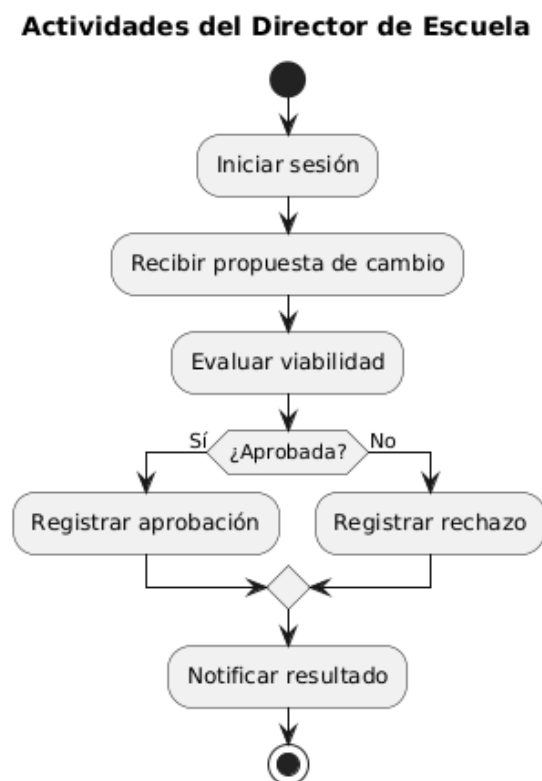 Actividades del Director de Escuela
Iniciar sesión
Recibir propuesta de cambio
Evaluar viabilidad
Sí
¿Aprobada?
No
Registrar aprobación
Registrar rechazo
Notificar resultado